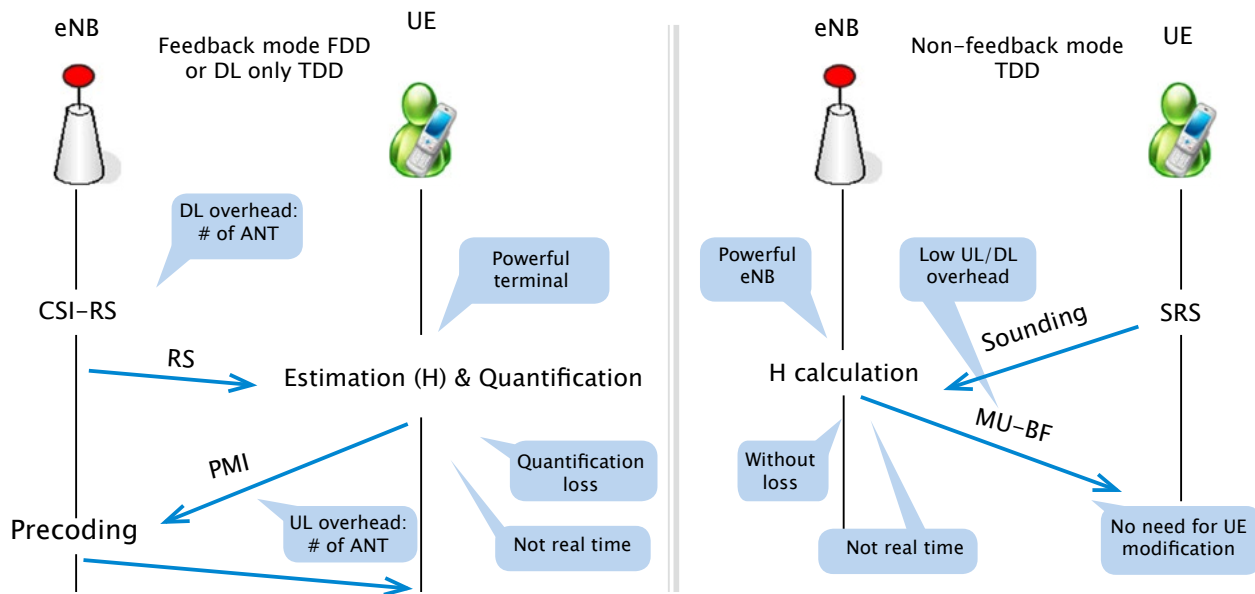 eNB
Feedback mode FDD
or DL only TDD
UE
DL overhead:
# of ANT
Powerful
terminal
CSI-RS
RS
Estimation (H) & Quantification
PMI
Quantification
loss
UL overhead:
# of ANT
Not real time
Precoding
eNB
Non-feedback mode
TDD
UE
Powerful
eNB
Low UL/DL
overhead
SRS
Sounding
H calculation
MU-BF
Without
loss
Not real time
No need for UE
modification